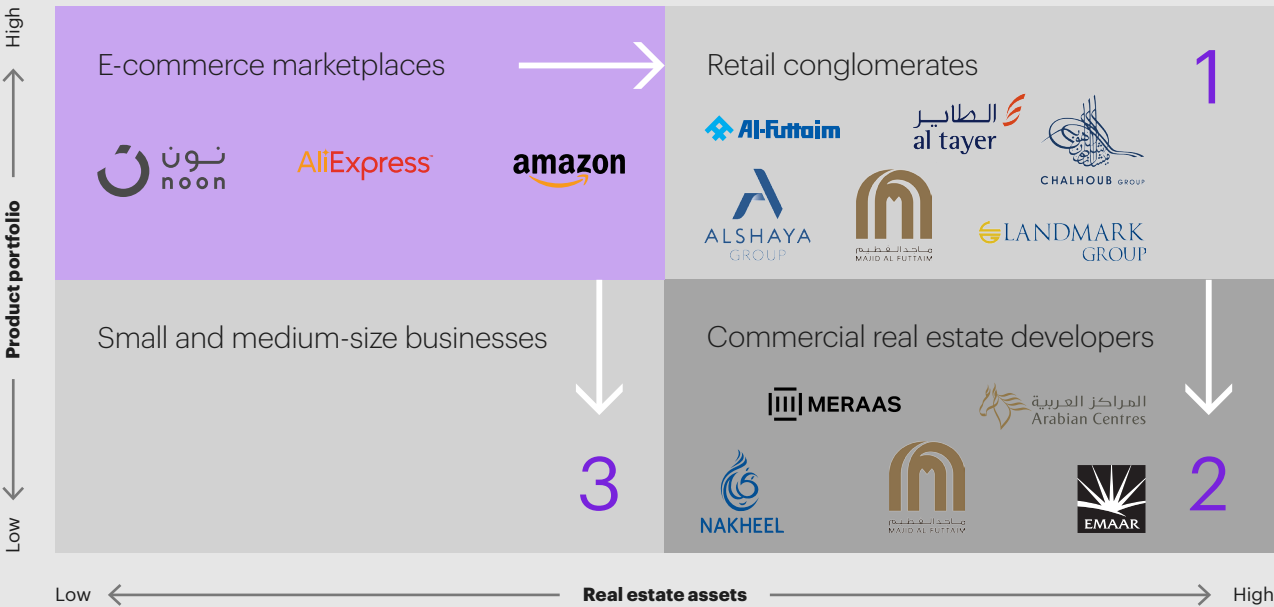 High
Product portfolio
Low
E-commerce marketplaces
نون
noon
AliExpress
amazon
Retail conglomerates
1
Al-Futtaim
الطاير
al tayer
CHALHOUB GROUP
ALSHAYA
GROUP
ماجد الفطيم
MAJID AL FUTTAIM
LANDMARK
GROUP
Small and medium-size businesses
3
Commercial real estate developers
MERAAS
المراكز العربية
Arabian Centres
NAKHEEL
ماجد الفطيم
MAJID AL FUTTAIM
EMAAR
2
Low
Real estate assets
High